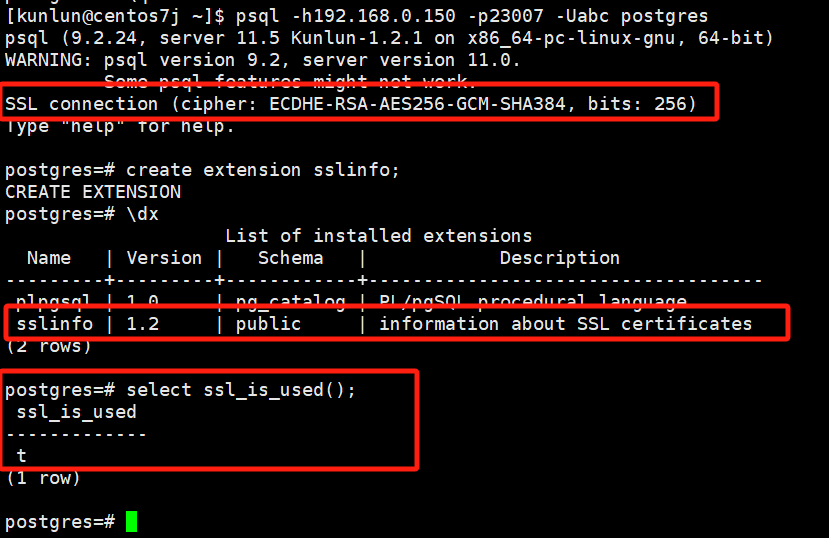 [kunlun@centos7j ~]$ psql -h192.168.0.150 -p23007 -Uabc postgres
psql (9.2.24, server 11.5 Kunlun-1.2.1 on x86_64-pc-linux-gnu, 64-bit)
WARNING: psql version 9.2, server version 11.0.
         Some psql features might not work.
SSL connection (cipher: ECDHE-RSA-AES256-GCM-SHA384, bits: 256)
Type "help" for help.

postgres=# create extension sslinfo;
CREATE EXTENSION
postgres=# \dx
                    List of installed extensions
  Name   | Version |   Schema   |            Description
---------+---------+------------+------------------------------------
 plpgsql | 1.0     | pg_catalog | PL/pgSQL procedural language
 sslinfo | 1.2     | public     | information about SSL certificates
(2 rows)

postgres=# select ssl_is_used();
 ssl_is_used
-------------
 t
(1 row)

postgres=#